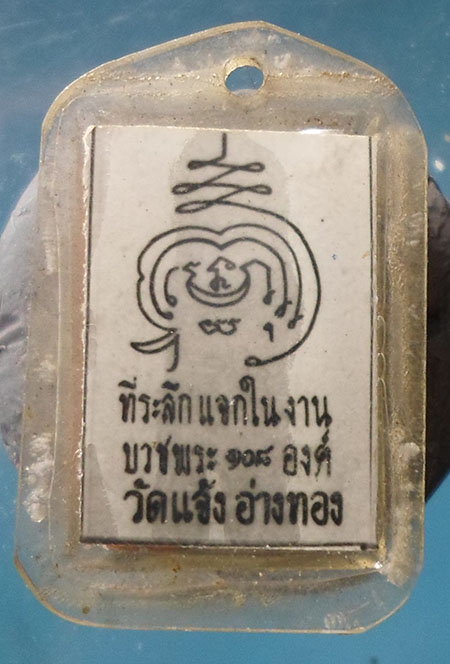 ที่ระลึกแจกในงาน
บวชพระ ๑๐๘ องค์
วัดแจ้ง อ่างทอง